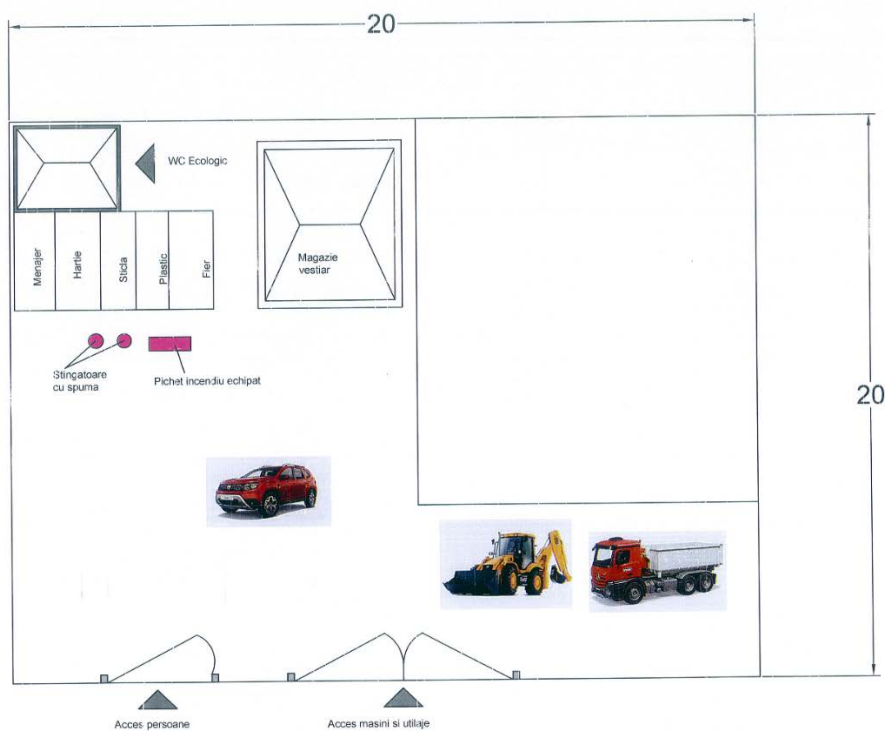 20
WC Ecologic
Menajer
Hartie
Sticla
Plastic
Fier
Magazie
vestiar
Stingatoare
cu spuma
Pichet incendiu echipat
20
Acces persoane
Acces masini si utilaje